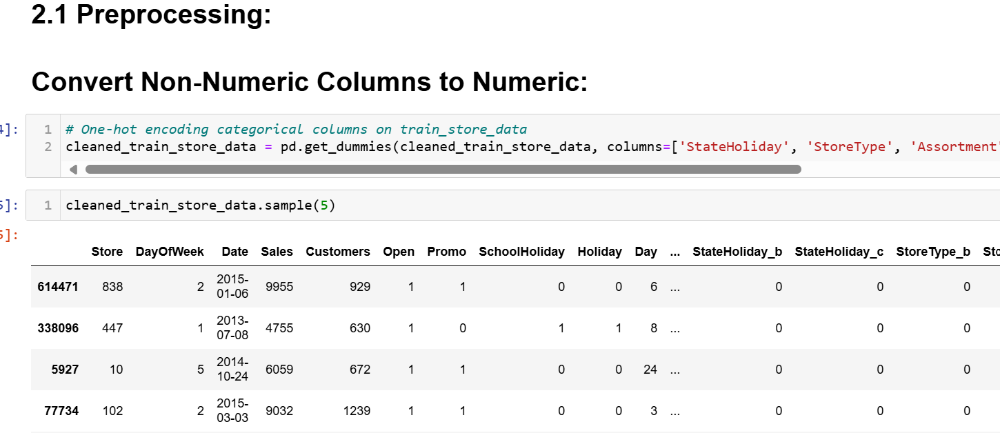 2.1 Preprocessing:
Convert Non-Numeric Columns to Numeric:
4]:
1 # One-hot encoding categorical columns on train_store_data
2 cleaned_train_store_data = pd.get_dummies(cleaned_train_store_data, columns=['StateHoliday', 'StoreType', 'Assortment'
5]:
1 cleaned_train_store_data.sample(5)
5]:
Store DayOfWeek Date Sales Customers Open Promo SchoolHoliday Holiday Day ... StateHoliday_b StateHoliday_c StoreType_b Sto
614471 838 2 2015-01-06 9955 929 1 1 0 0 6 ... 0 0 0
338096 447 1 2013-07-08 4755 630 1 0 1 1 8 ... 0 0 0
5927 10 5 2014-10-24 6059 672 1 1 0 0 24 ... 0 0 0
77734 102 2 2015-03-03 9032 1239 1 1 0 0 3 ... 0 0 0